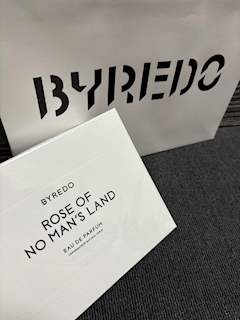 BYREDO
BYREDO
ROSE OF
NO MAN'S LAND
EAU DE PARFUM